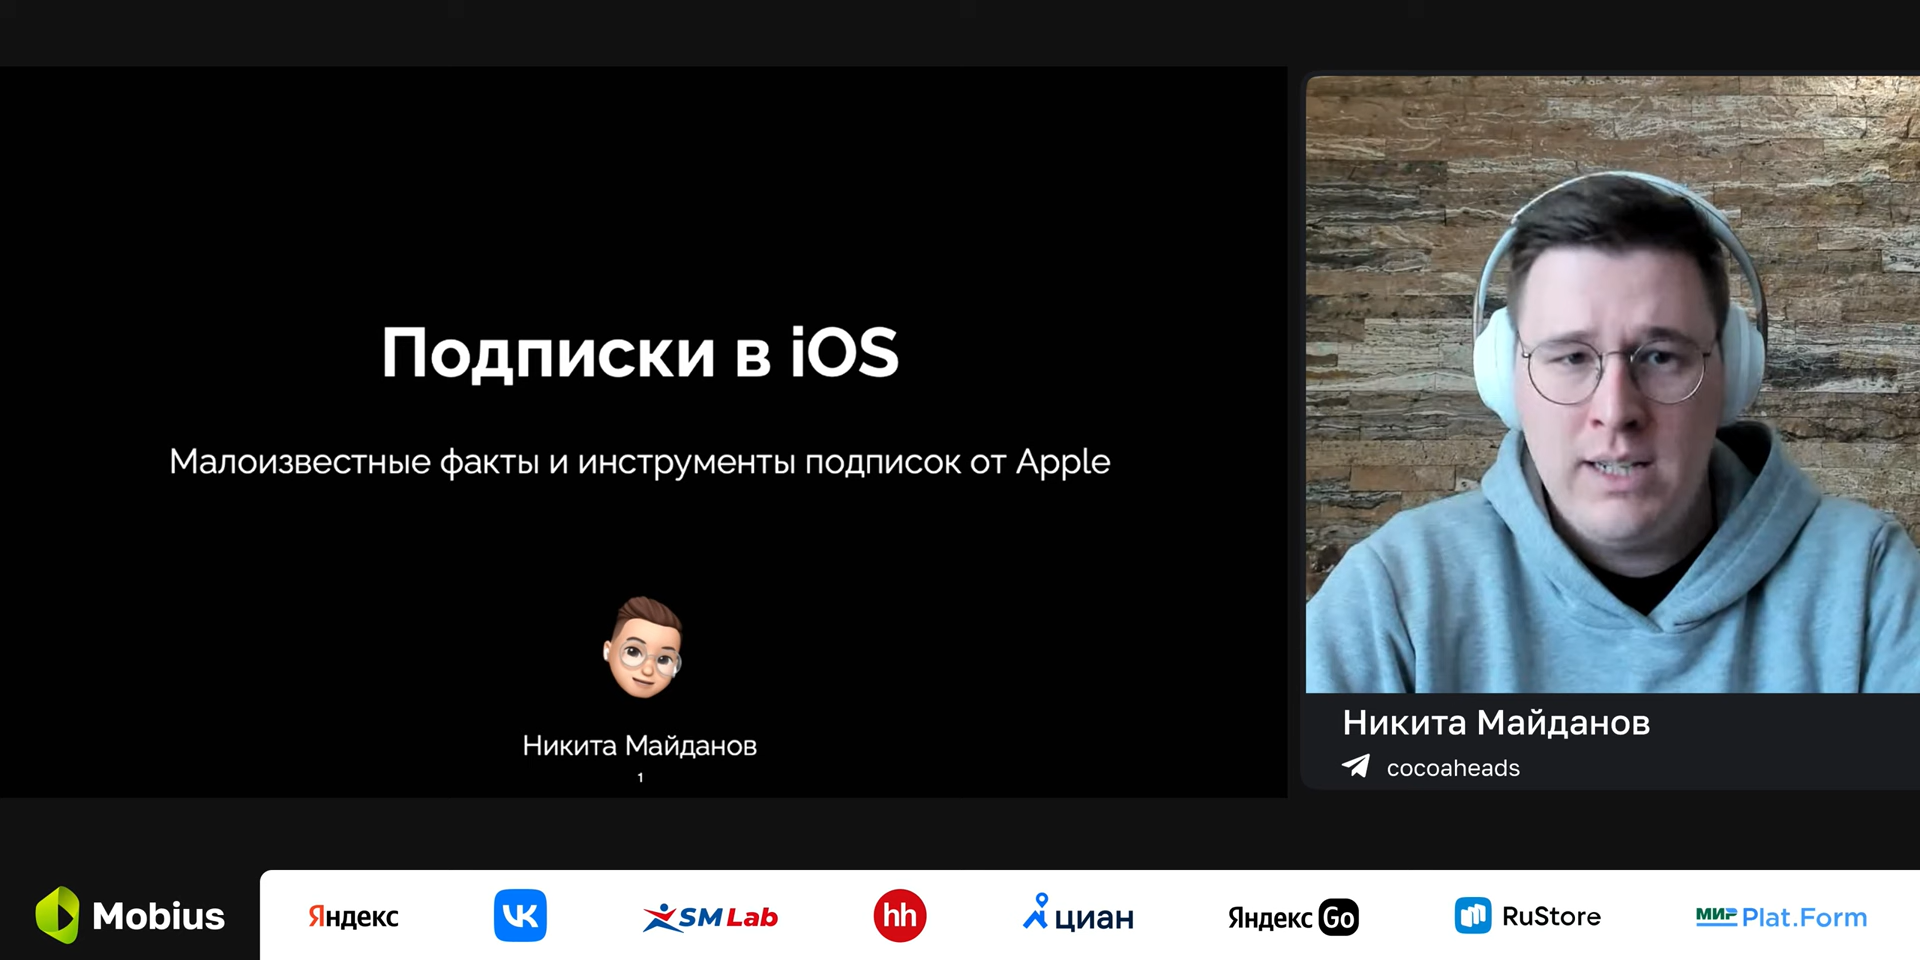 Подписки в iOS
Малоизвестные факты и инструменты подписок от Apple
Никита Майданов
1
Никита Майданов
cocoaheads
Mobius
Яндекс
VK
SM Lab
hh
циан
Яндекс Go
RuStore
МИР Plat.Form